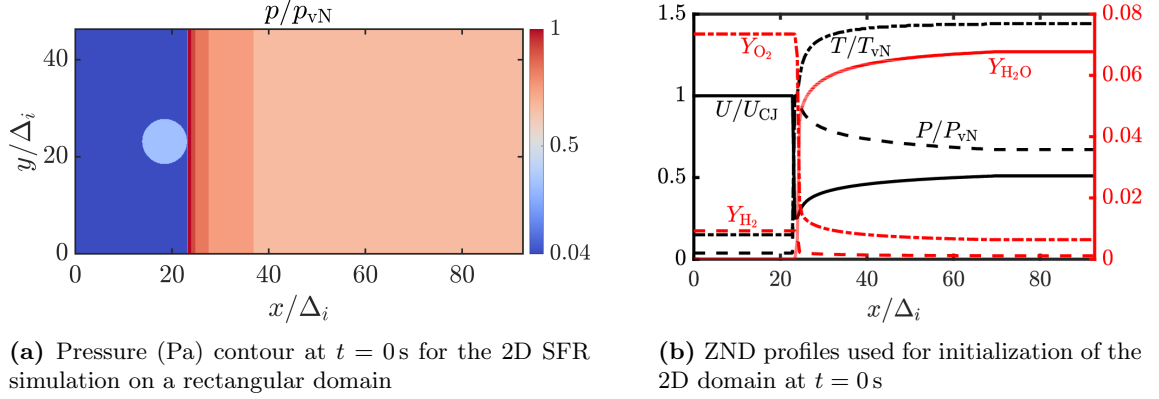 p/p_vN
40
20
0
y/Δ_i
0
20
40
60
80
x/Δ_i
1
0.5
0.04
(a) Pressure (Pa) contour at t = 0 s for the 2D SFR
simulation on a rectangular domain
1.5
1
0.5
0
Y_O₂
T/T_vN
Y_H₂O
U/U_CJ
P/P_vN
Y_H₂
0.08
0.06
0.04
0.02
0
0
20
40
60
80
x/Δ_i
(b) ZND profiles used for initialization of the
2D domain at t = 0 s